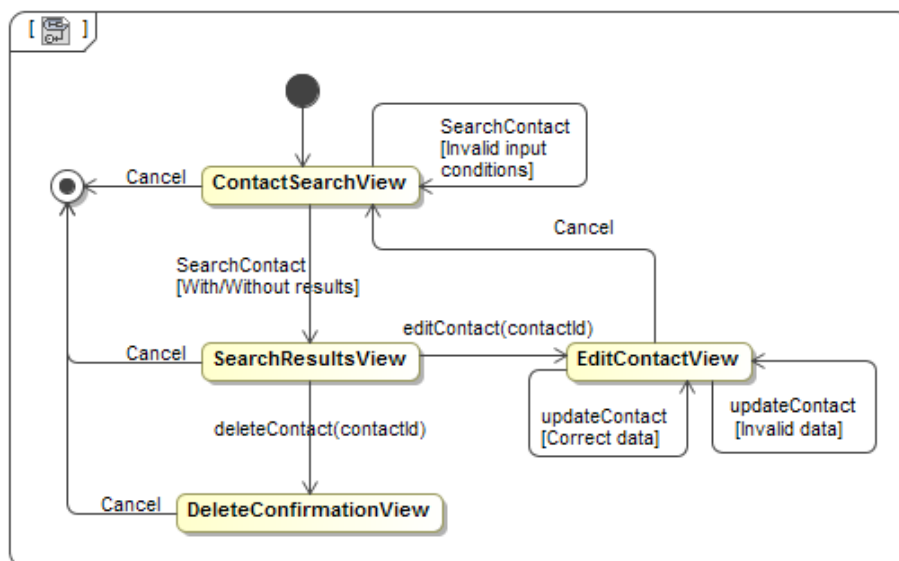 [ ]
SearchContact
[Invalid input
conditions]
Cancel
ContactSearchView
Cancel
SearchContact
[With/Without results]
editContact(contactId)
Cancel
SearchResultsView
EditContactView
updateContact
[Correct data]
updateContact
[Invalid data]
deleteContact(contactId)
Cancel
DeleteConfirmationView